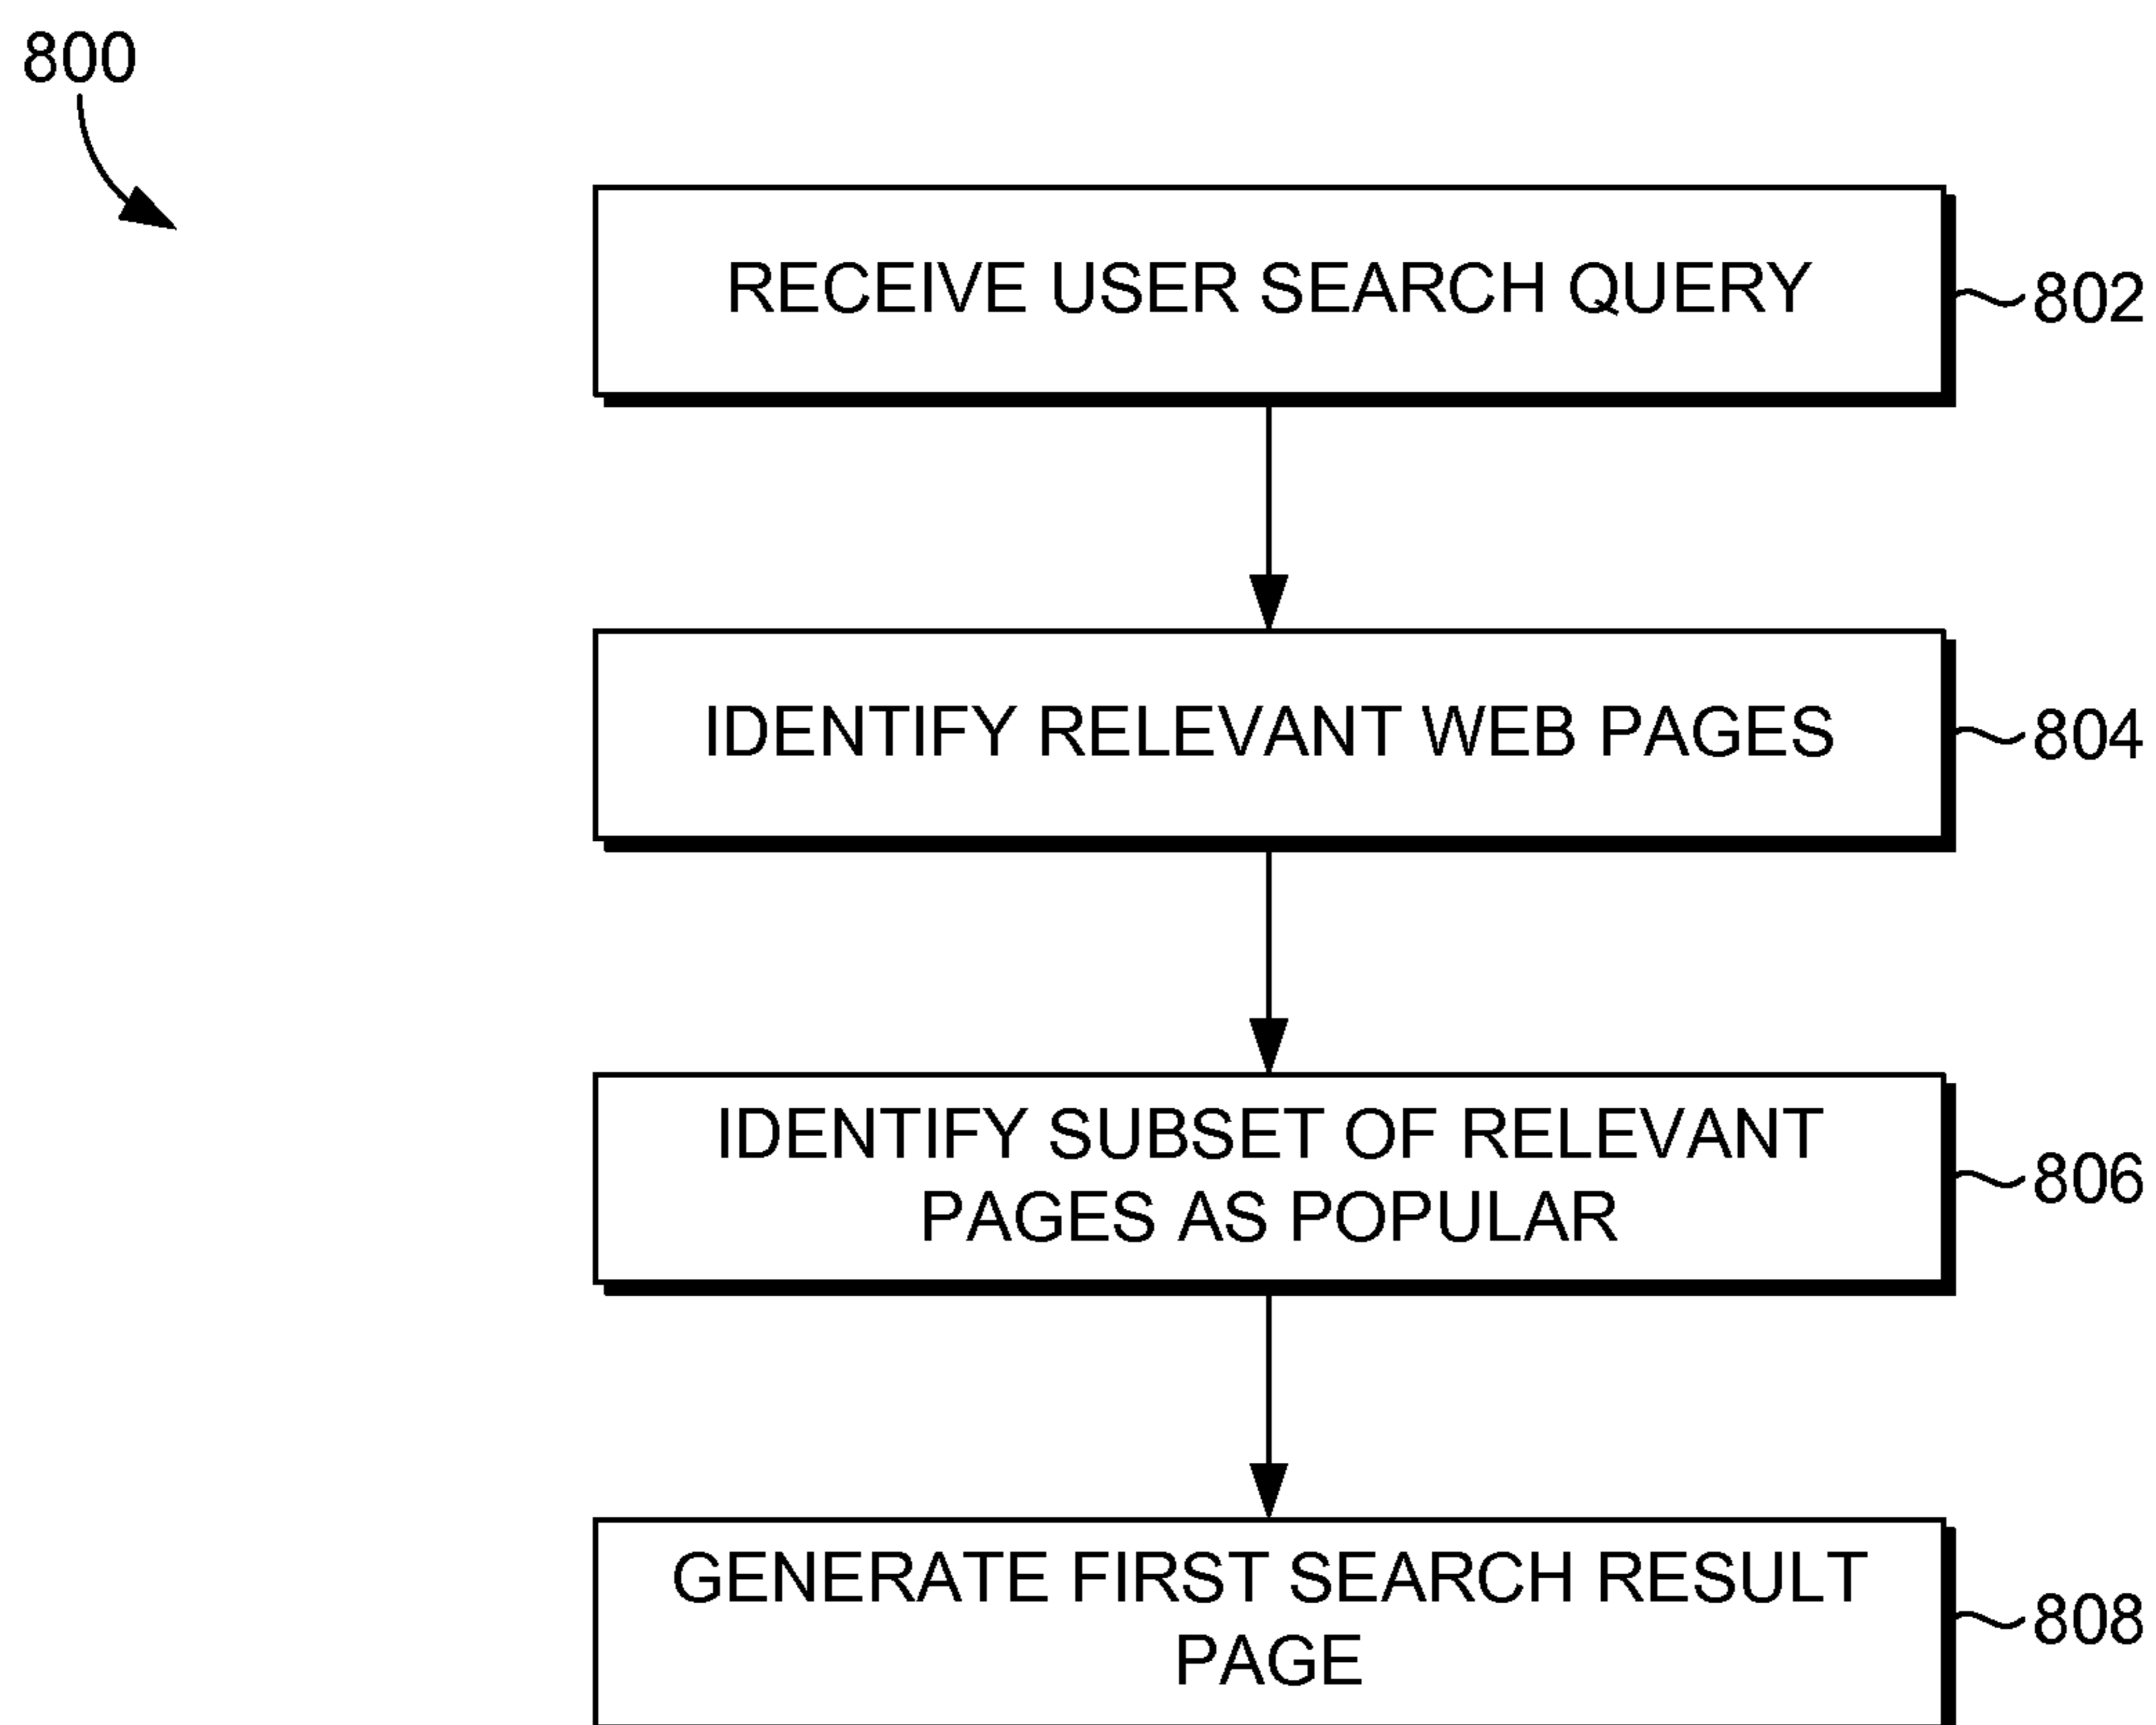 800
RECEIVE USER SEARCH QUERY
802
IDENTIFY RELEVANT WEB PAGES
804
IDENTIFY SUBSET OF RELEVANT
PAGES AS POPULAR
806
GENERATE FIRST SEARCH RESULT
PAGE
808